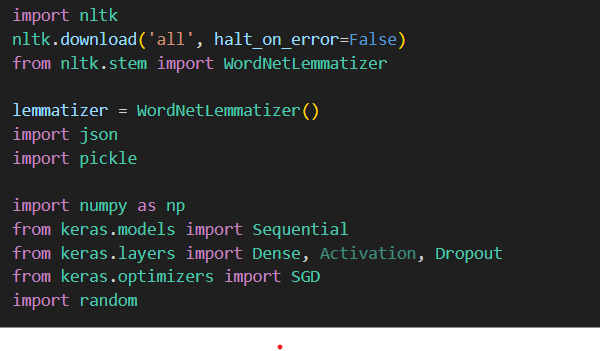 import nltk
nltk.download('all', halt_on_error=False)
from nltk.stem import WordNetLemmatizer
lemmatizer = WordNetLemmatizer()
import json
import pickle
import numpy as np
from keras.models import Sequential
from keras.layers import Dense, Activation, Dropout
from keras.optimizers import SGD
import random